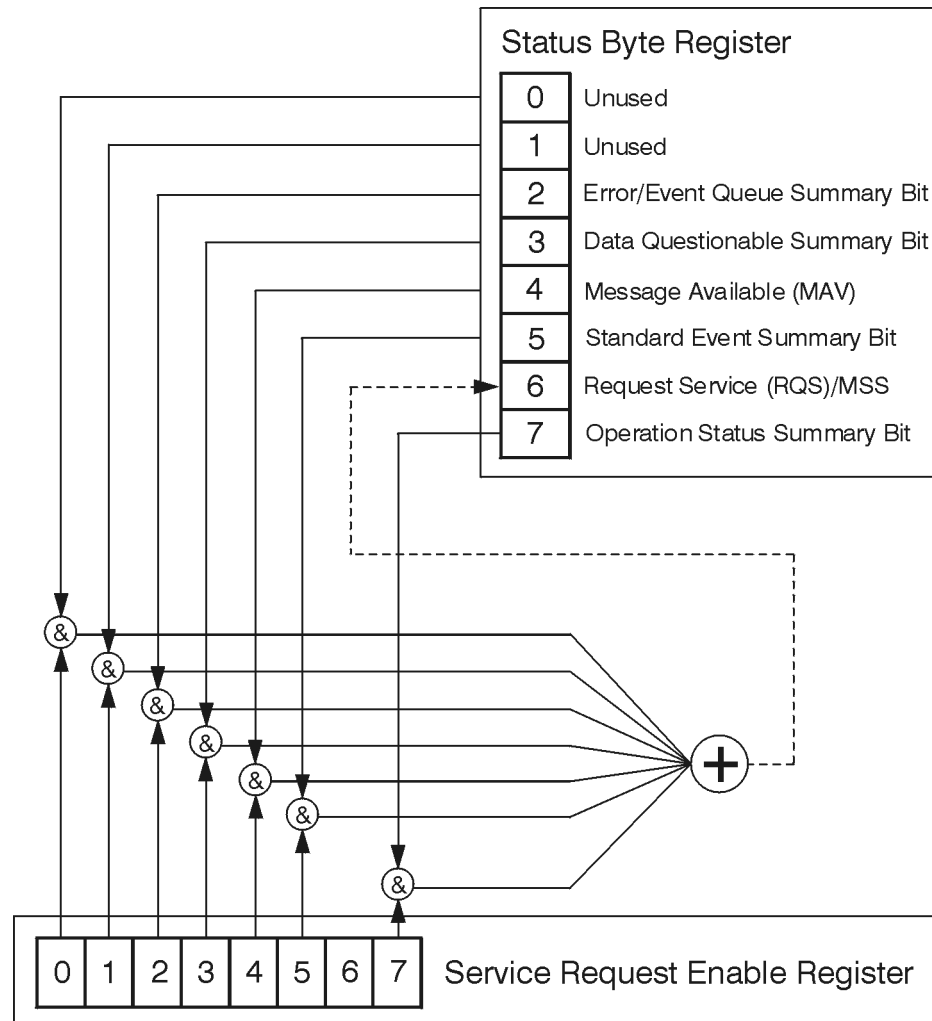 Status Byte Register
0 Unused
1 Unused
2 Error/Event Queue Summary Bit
3 Data Questionable Summary Bit
4 Message Available (MAV)
5 Standard Event Summary Bit
6 Request Service (RQS)/MSS
7 Operation Status Summary Bit
&
&
&
&
&
&
+
&
0 1 2 3 4 5 6 7 Service Request Enable Register